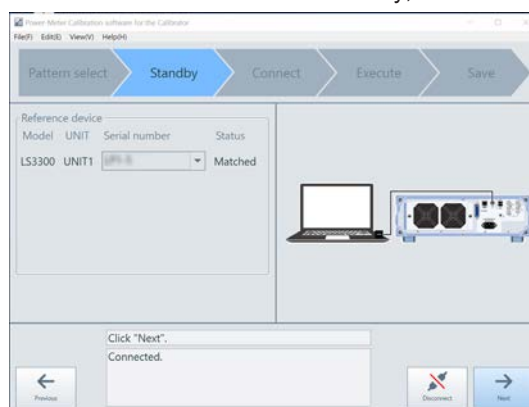 Power Meter Calibration software for the Calibrator
File(F) Edit(E) View(V) Help(H)
Pattern select Standby Connect Execute Save
Reference device
Model UNIT Serial number Status
LS3300 UNIT1 Matched
Click "Next".
Connected.
Previous Disconnect Next